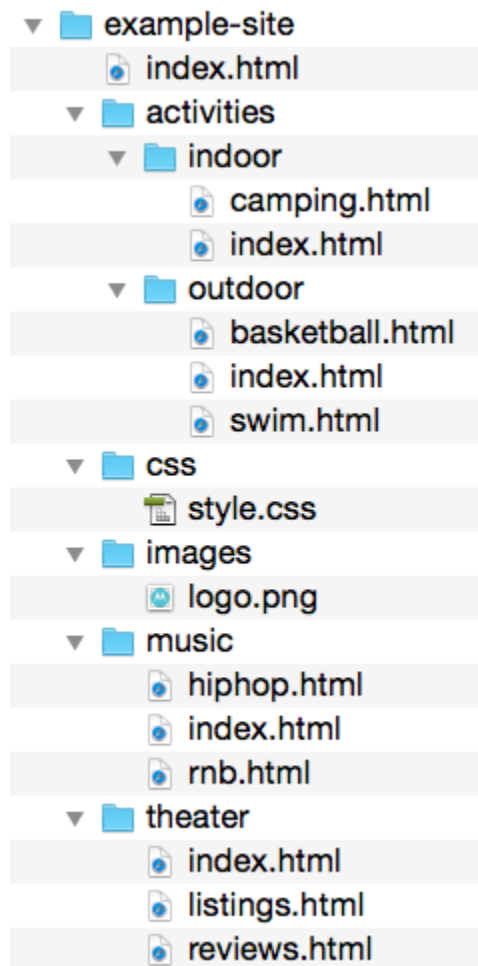 example-site
index.html
activities
indoor
camping.html
index.html
outdoor
basketball.html
index.html
swim.html
css
style.css
images
logo.png
music
hiphop.html
index.html
rnb.html
theater
index.html
listings.html
reviews.html